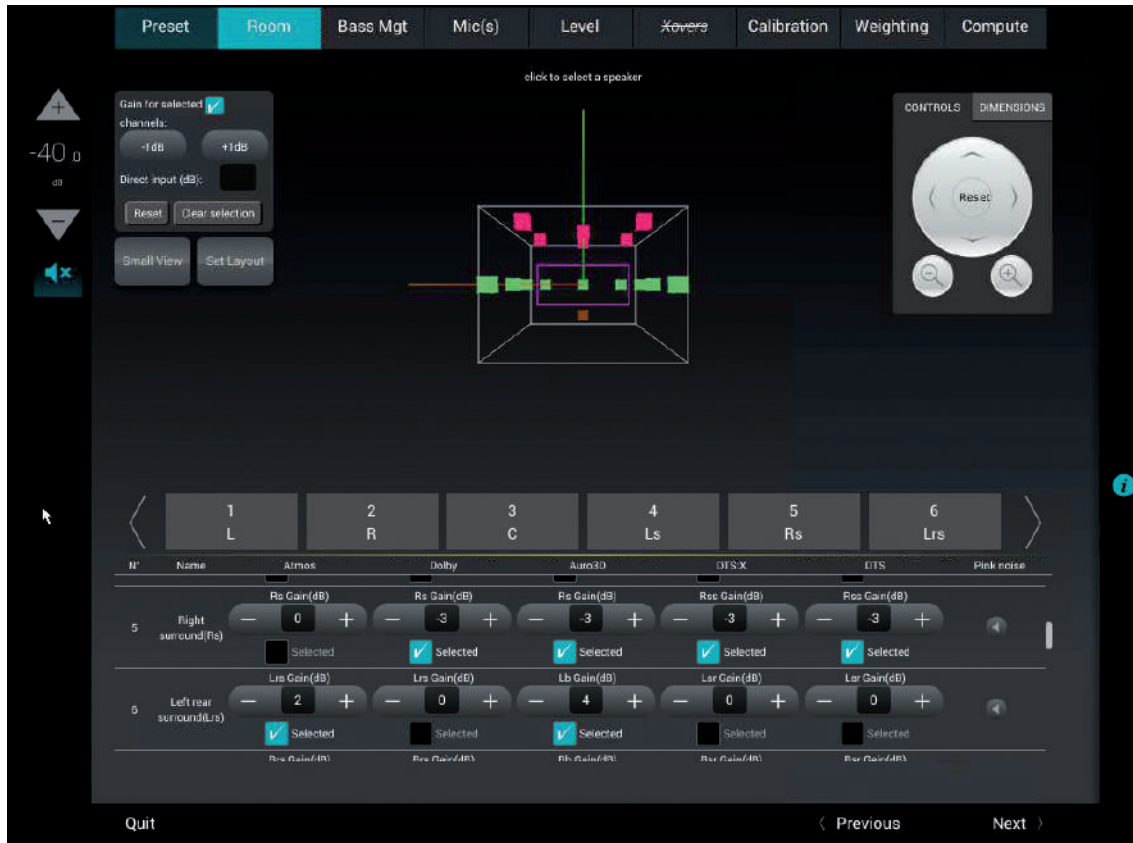 Preset Room Bass Mgt Mic(s) Level Xovers Calibration Weighting Compute
click to select a speaker
Gain for selected
channels:
-1dB +1dB
Direct input (dB):
Reset Clear selection
Small View Set Layout
-40.0
dB
CONTROLS DIMENSIONS
Reset
1 2 3 4 5 6
L R C Ls Rs Lrs
N° Name Atmos Dolby Auro3D DTS:X DTS Pink noise
Rs Gain(dB) Rs Gain(dB) Rs Gain(dB) Rss Gain(dB) Rss Gain(dB)
5 Right surround(Rs) — 0 + — -3 + — -3 + — -3 + — -3 +
Selected Selected Selected Selected Selected
Lrs Gain(dB) Lrs Gain(dB) Lb Gain(dB) Lsr Gain(dB) Lsr Gain(dB)
6 Left rear surround(Lrs) — 2 + — 0 + — 4 + — 0 + — 0 +
Selected Selected Selected Selected Selected
i
Quit Previous Next